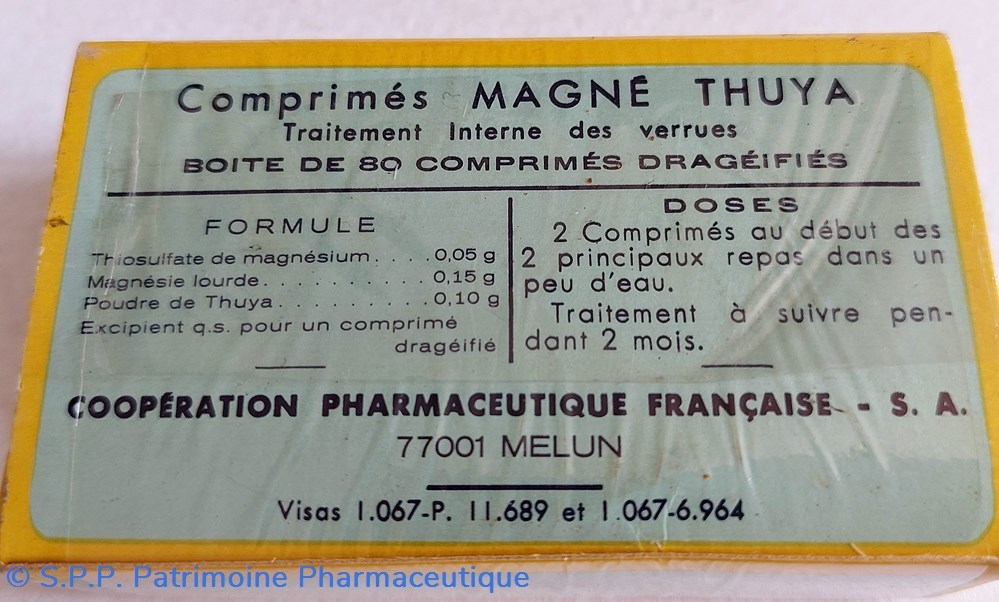 Comprimés MAGNÉ THUYA
Traitement Interne des verrues
BOITE DE 80 COMPRIMÉS DRAGÉIFIÉS
FORMULE
Thiosulfate de magnésium. . . . 0,05 g
Magnésie lourde. . . . . . . . . . 0,15 g
Poudre de Thuya. . . . . . . . . . 0,10 g
Excipient q.s. pour un comprimé
dragéifié
DOSES
2 Comprimés au début des
2 principaux repas dans un
peu d'eau.
Traitement à suivre pen-
dant 2 mois.
COOPÉRATION PHARMACEUTIQUE FRANÇAISE - S. A.
77001 MELUN
Visas 1.067-P. 11.689 et 1.067-6.964
© S.P.P. Patrimoine Pharmaceutique